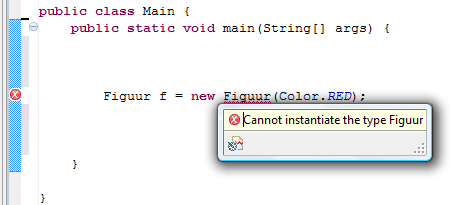 public class Main {
public static void main(String[] args) {
Figuur f = new Figuur(Color.RED);
Cannot instantiate the type Figuur
}
}